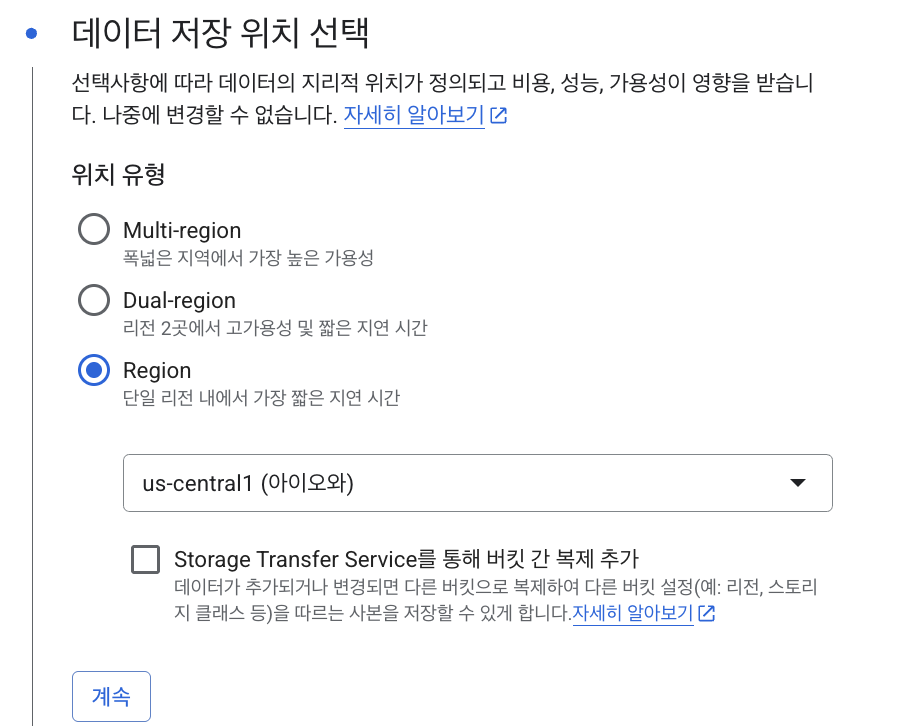 데이터 저장 위치 선택
선택사항에 따라 데이터의 지리적 위치가 정의되고 비용, 성능, 가용성이 영향을 받습니
다. 나중에 변경할 수 없습니다. 자세히 알아보기
위치 유형
Multi-region
폭넓은 지역에서 가장 높은 가용성
Dual-region
리전 2곳에서 고가용성 및 짧은 지연 시간
Region
단일 리전 내에서 가장 짧은 지연 시간
us-central1 (아이오와)
Storage Transfer Service를 통해 버킷 간 복제 추가
데이터가 추가되거나 변경되면 다른 버킷으로 복제하여 다른 버킷 설정(예: 리전, 스토리
지 클래스 등)을 따르는 사본을 저장할 수 있게 합니다.자세히 알아보기
계속